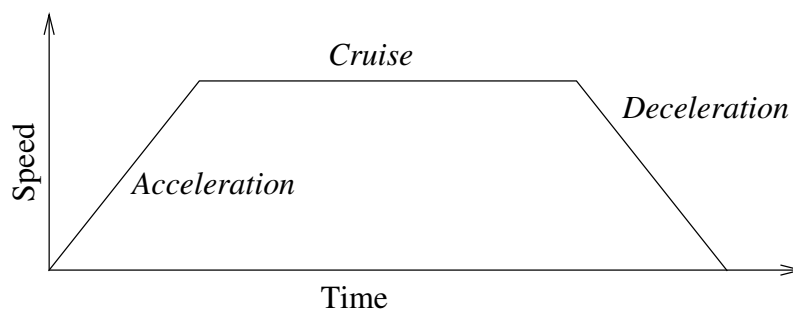 Cruise
Deceleration
Speed
Acceleration
Time